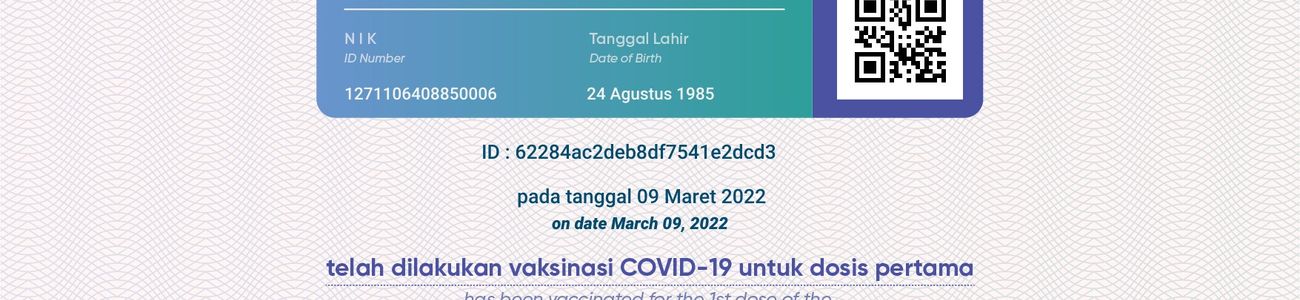 NIK Tanggal Lahir
ID Number Date of Birth
1271106408850006 24 Agustus 1985
ID : 62284ac2deb8df7541e2dcd3
pada tanggal 09 Maret 2022
on date March 09, 2022
telah dilakukan vaksinasi COVID-19 untuk dosis pertama
has been vaccinated for the 1st dose of the